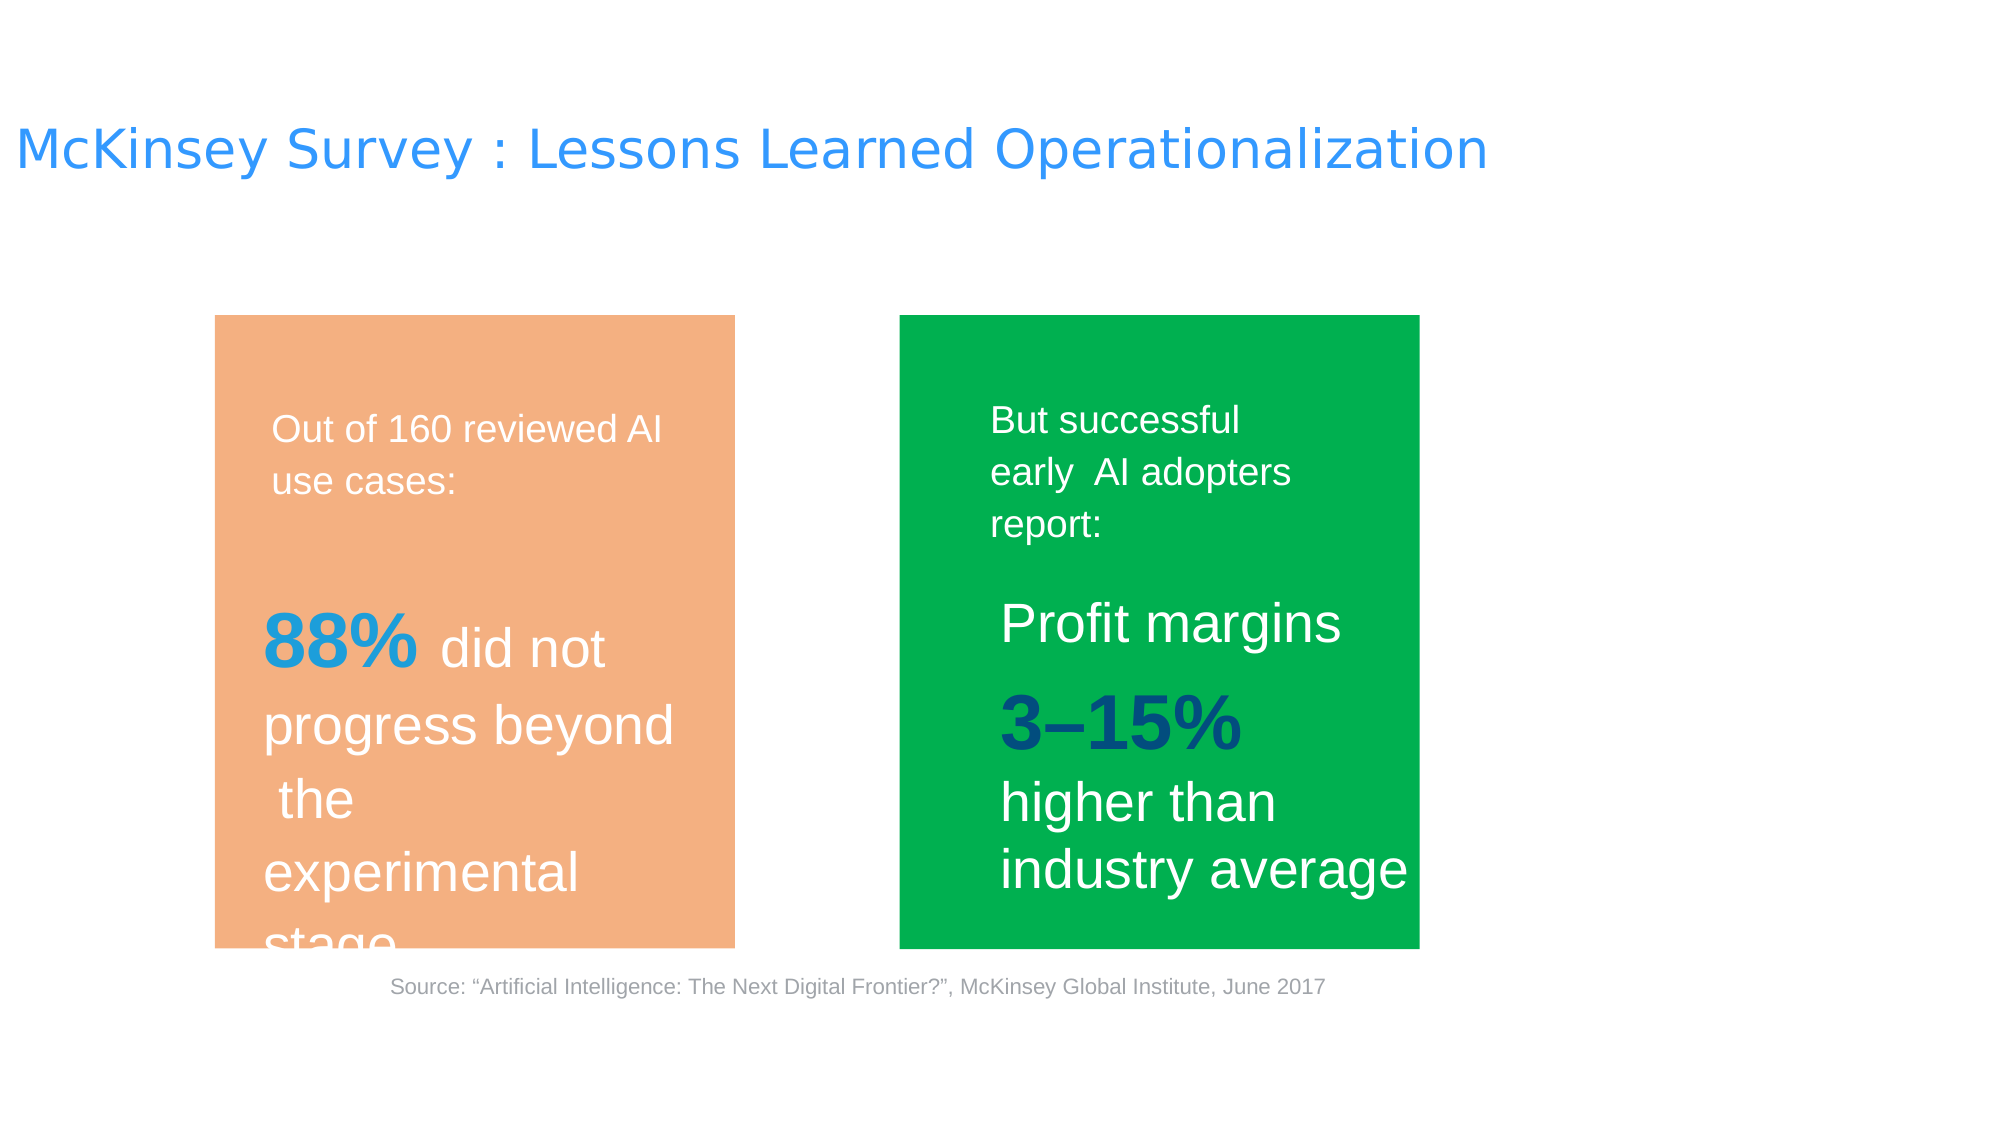 McKinsey Survey : Lessons Learned Operationalization
Out of 160 reviewed AI
use cases:
88% did not
progress beyond
the
experimental
stage
But successful
early  AI adopters
report:
Profit margins
3–15%
higher than
industry average
Source: “Artificial Intelligence: The Next Digital Frontier?”, McKinsey Global Institute, June 2017